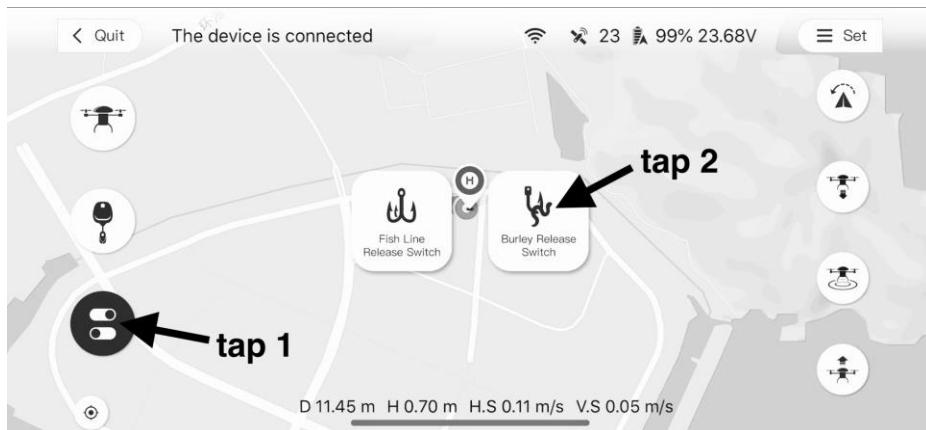 Quit
The device is connected
23
99% 23.68V
Set
tap 2
H
Fish Line
Release Switch
Burley Release
Switch
tap 1
D 11.45 m H 0.70 m H.S 0.11 m/s V.S 0.05 m/s